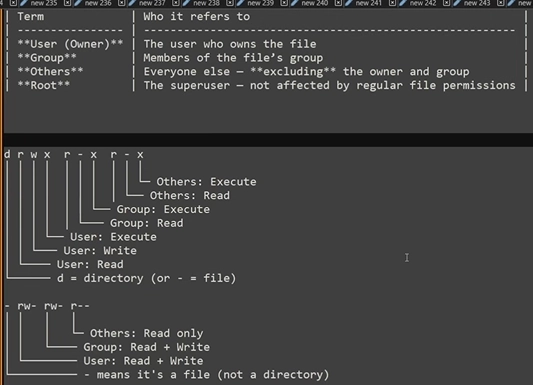 4 new 235 new 236 new 237 new 238 new 239 new 240 new 241 new 242 new 243 new
| Term | Who it refers to |
| --------------- | ------------------------------------------------------- |
| **User (Owner)** | The user who owns the file |
| **Group** | Members of the file's group |
| **Others** | Everyone else — **excluding** the owner and group |
| **Root** | The superuser — not affected by regular file permissions |
d r w x r - x r - x
Others: Execute
Others: Read
Group: Execute
Group: Read
User: Execute
User: Write
User: Read
d = directory (or - = file)
- rw- rw- r--
Others: Read only
Group: Read + Write
User: Read + Write
- means it's a file (not a directory)